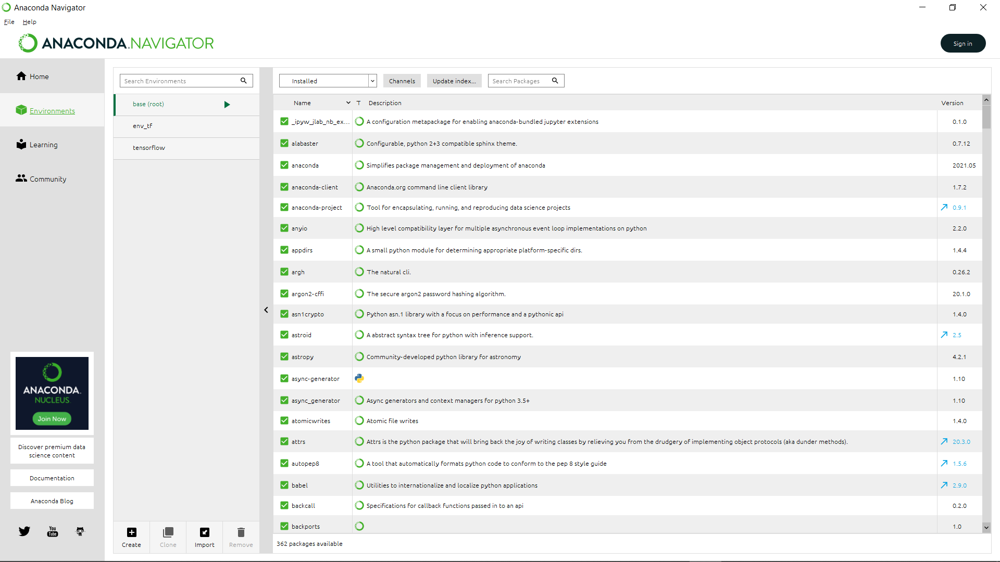 Anaconda Navigator
File Help
ANACONDA.NAVIGATOR
Sign in
Home
Environments
Learning
Community
ANACONDA.
NUCLEUS
Join Now
Discover premium data
science content
Documentation
Anaconda Blog
You
Tube
Search Environments
base (root)
env_tf
tensorflow
Create Clone Import Remove
Installed Channels Update index... Search Packages
Name T Description Version
_ipyw_jlab_nb_ex... A configuration metapackage for enabling anaconda-bundled jupyter extensions 0.1.0
alabaster Configurable, python 2+3 compatible sphinx theme. 0.7.12
anaconda Simplifies package management and deployment of anaconda 2021.05
anaconda-client Anaconda.org command line client library 1.7.2
anaconda-project Tool for encapsulating, running, and reproducing data science projects 0.9.1
anyio High level compatibility layer for multiple asynchronous event loop implementations on python 2.2.0
appdirs A small python module for determining appropriate platform-specific dirs. 1.4.4
argh The natural cli. 0.26.2
argon2-cffi The secure argon2 password hashing algorithm. 20.1.0
asn1crypto Python asn.1 library with a focus on performance and a pythonic api 1.4.0
astroid A abstract syntax tree for python with inference support. 2.5
astropy Community-developed python library for astronomy 4.2.1
async-generator 1.10
async_generator Async generators and context managers for python 3.5+ 1.10
atomicwrites Atomic file writes 1.4.0
attrs Attrs is the python package that will bring back the joy of writing classes by relieving you from the drudgery of implementing object protocols (aka dunder methods). 20.3.0
autopep8 A tool that automatically formats python code to conform to the pep 8 style guide 1.5.6
babel Utilities to internationalize and localize python applications 2.9.0
backcall Specifications for callback functions passed in to an api 0.2.0
backports 1.0
362 packages available